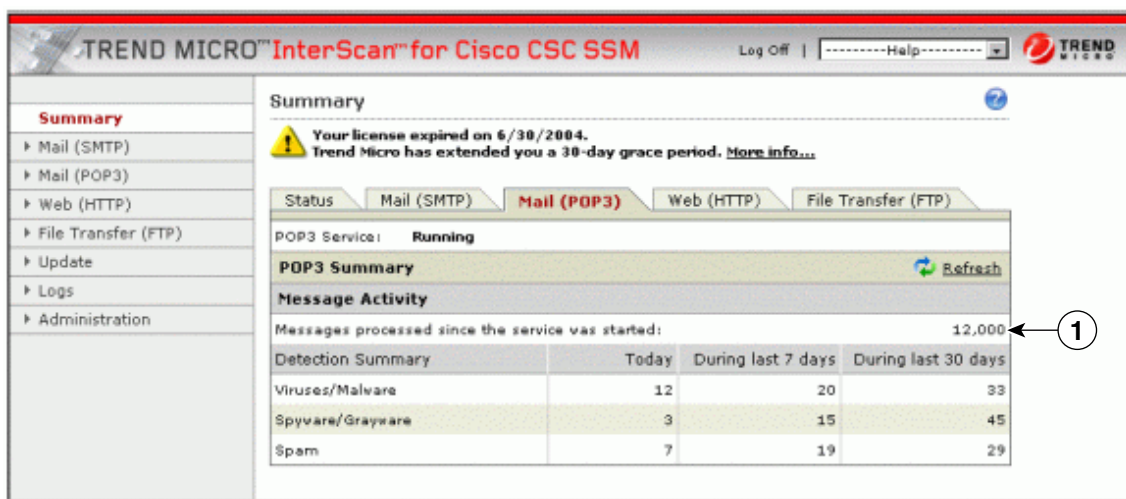 TREND MICRO™ InterScan™ for Cisco CSC SSM Log Off | ---------Help--------- TREND MICRO
Summary
Mail (SMTP)
Mail (POP3)
Web (HTTP)
File Transfer (FTP)
Update
Logs
Administration
Summary
Your license expired on 6/30/2004.
Trend Micro has extended you a 30-day grace period. More info...
Status Mail (SMTP) Mail (POP3) Web (HTTP) File Transfer (FTP)
POP3 Service: Running
POP3 Summary Refresh
Message Activity
Messages processed since the service was started: 12,000 1
Detection Summary Today During last 7 days During last 30 days
Viruses/Malware 12 20 33
Spyware/Grayware 3 15 45
Spam 7 19 29